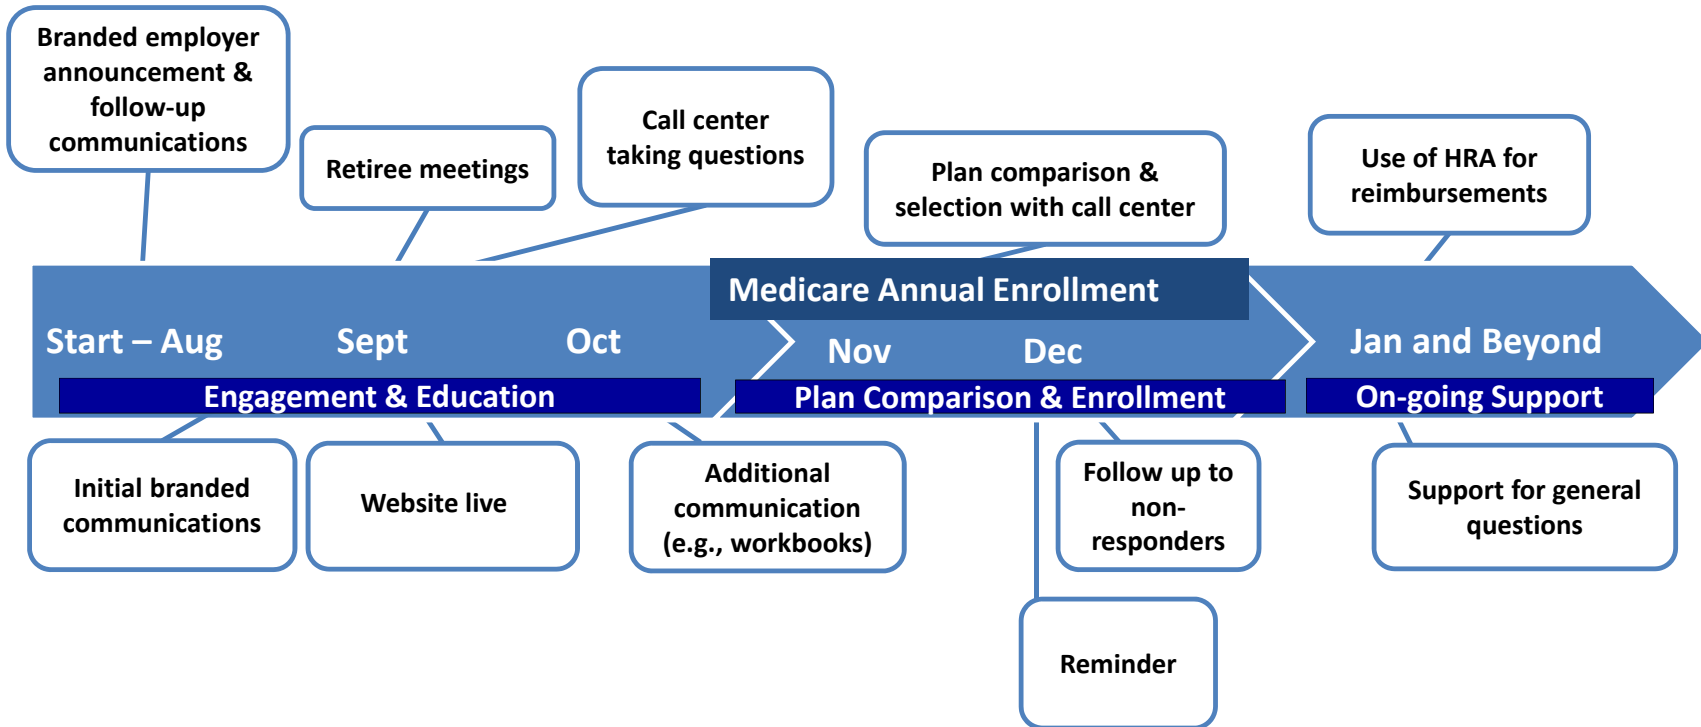 Branded employer
announcement &
follow-up
communications
Retiree meetings
Call center
taking questions
Plan comparison &
selection with call center
Use of HRA for
reimbursements
Medicare Annual Enrollment
Start – Aug
Sept
Oct
Nov
Dec
Jan and Beyond
Engagement & Education
Plan Comparison & Enrollment
On-going Support
Initial branded
communications
Website live
Additional
communication
(e.g., workbooks)
Follow up to
non-
responders
Support for general
questions
Reminder